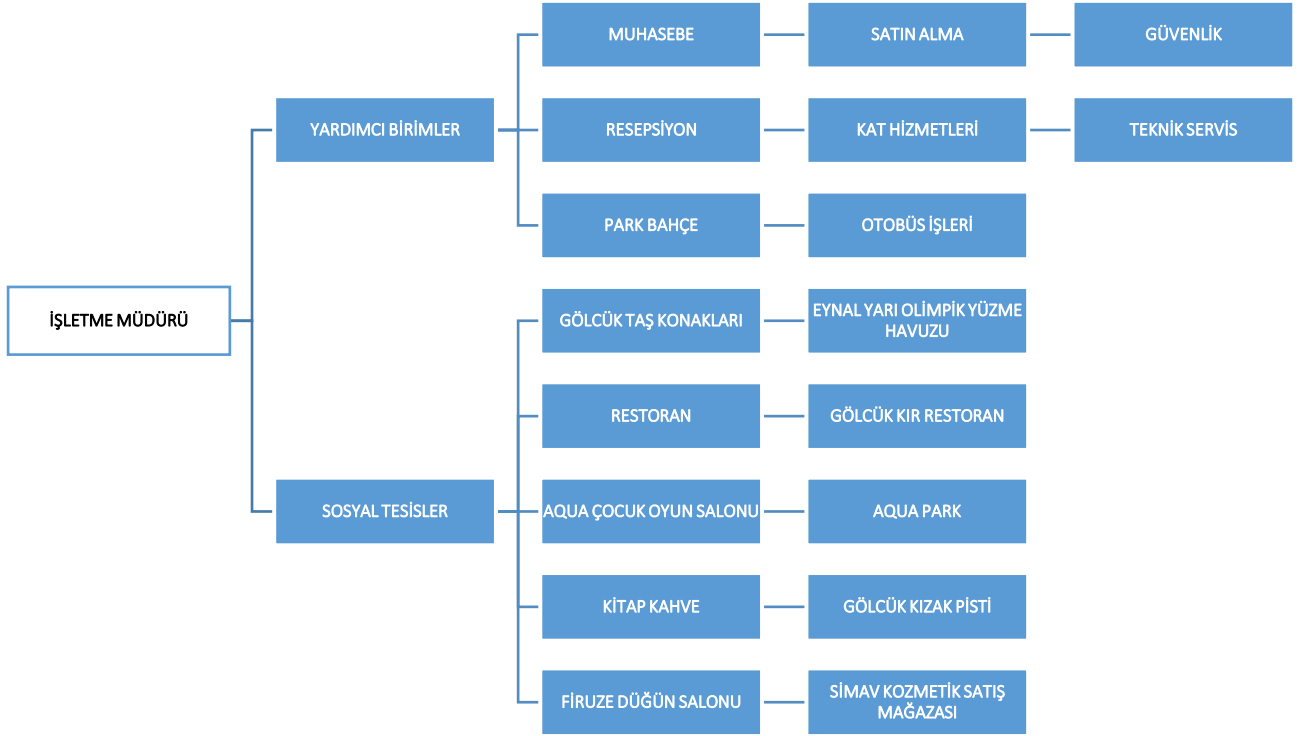 MUHASEBE
SATIN ALMA
GÜVENLİK
YARDIMCI BİRİMLER
RESEPSİYON
KAT HİZMETLERİ
TEKNİK SERVİS
PARK BAHÇE
OTOBÜS İŞLERİ
İŞLETME MÜDÜRÜ
GÖLCÜK TAŞ KONAKLARI
EYNAL YARI OLİMPİK YÜZME
HAVUZU
RESTORAN
GÖLCÜK KIR RESTORAN
SOSYAL TESİSLER
AQUA ÇOCUK OYUN SALONU
AQUA PARK
KİTAP KAHVE
GÖLCÜK KIZAK PİSTİ
FİRUZE DÜĞÜN SALONU
SİMAV KOZMETİK SATIŞ
MAĞAZASI